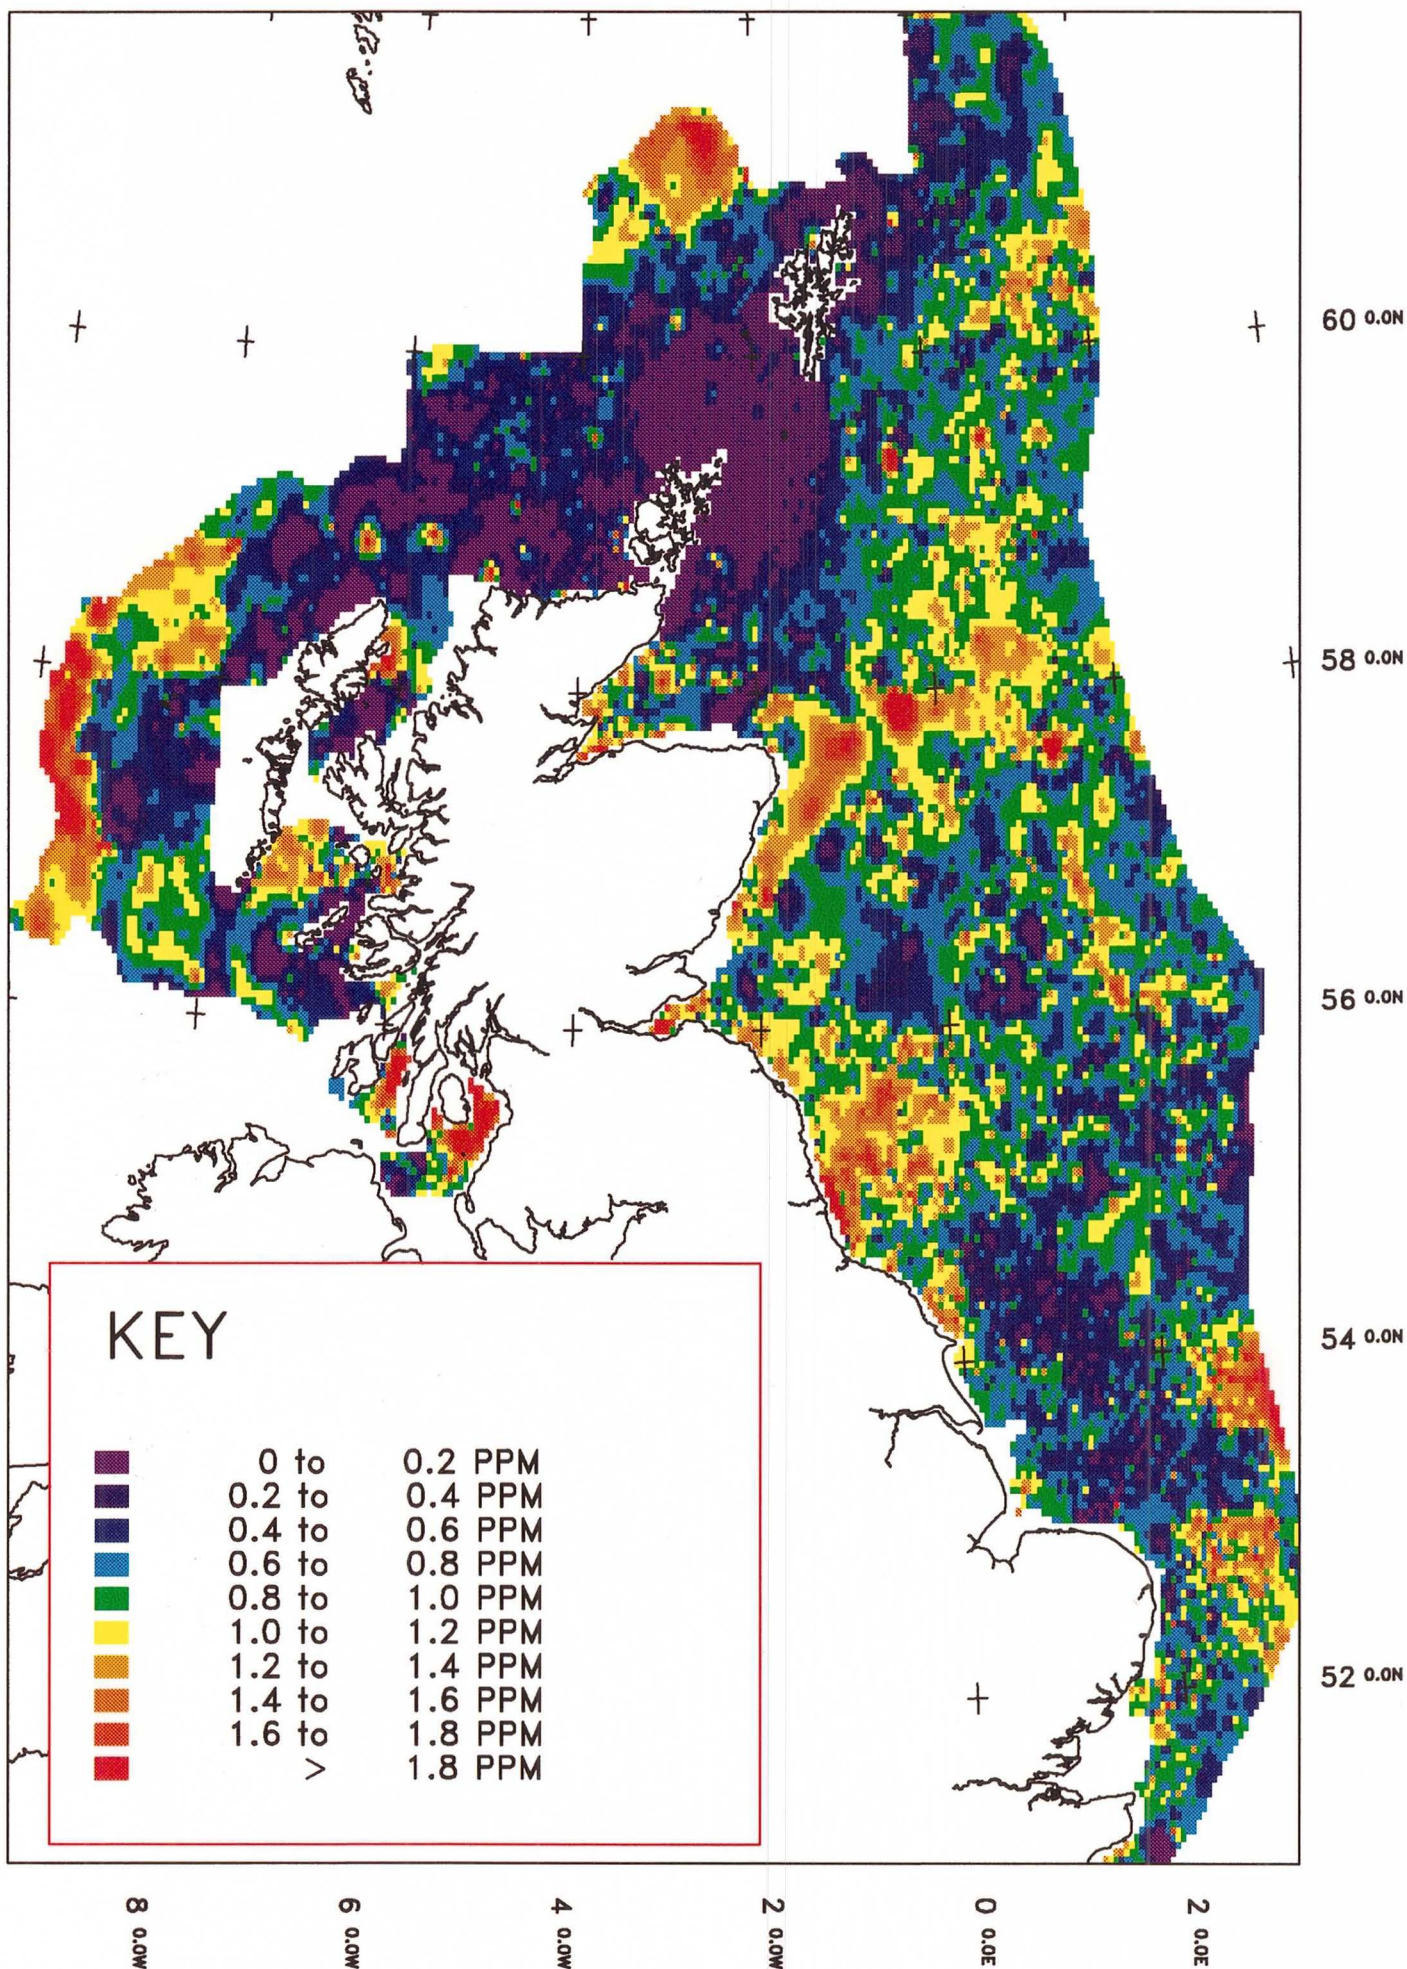 60 0.0N
58 0.0N
56 0.0N
54 0.0N
52 0.0N
KEY
0 to 0.2 PPM
0.2 to 0.4 PPM
0.4 to 0.6 PPM
0.6 to 0.8 PPM
0.8 to 1.0 PPM
1.0 to 1.2 PPM
1.2 to 1.4 PPM
1.4 to 1.6 PPM
1.6 to 1.8 PPM
> 1.8 PPM
8 0.0W
6 0.0W
4 0.0W
2 0.0W
0 0.0E
2 0.0E